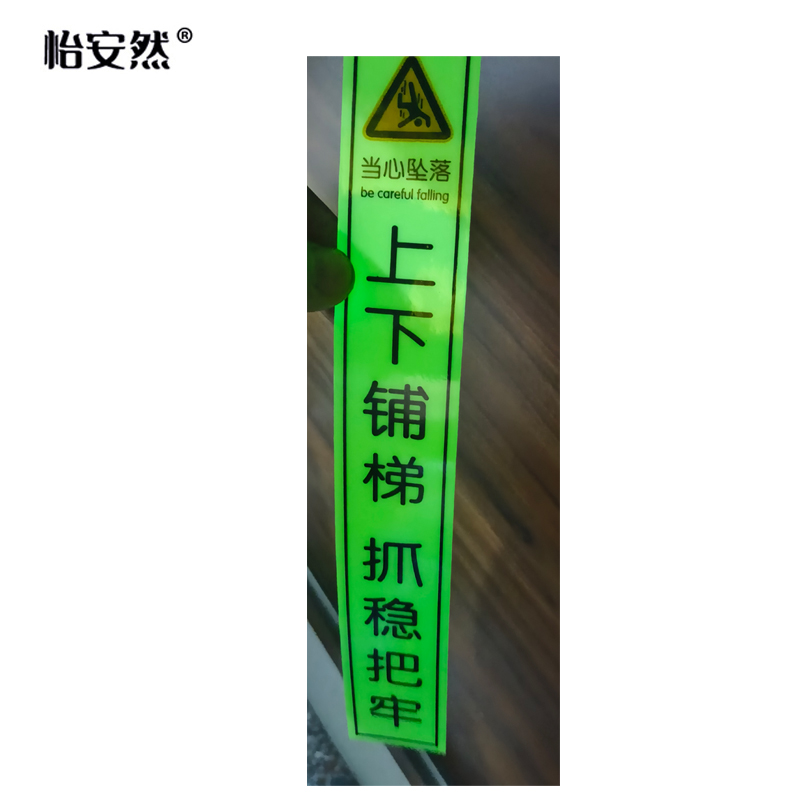 怡安然®
当心坠落
be careful falling
上下铺梯 抓稳把牢